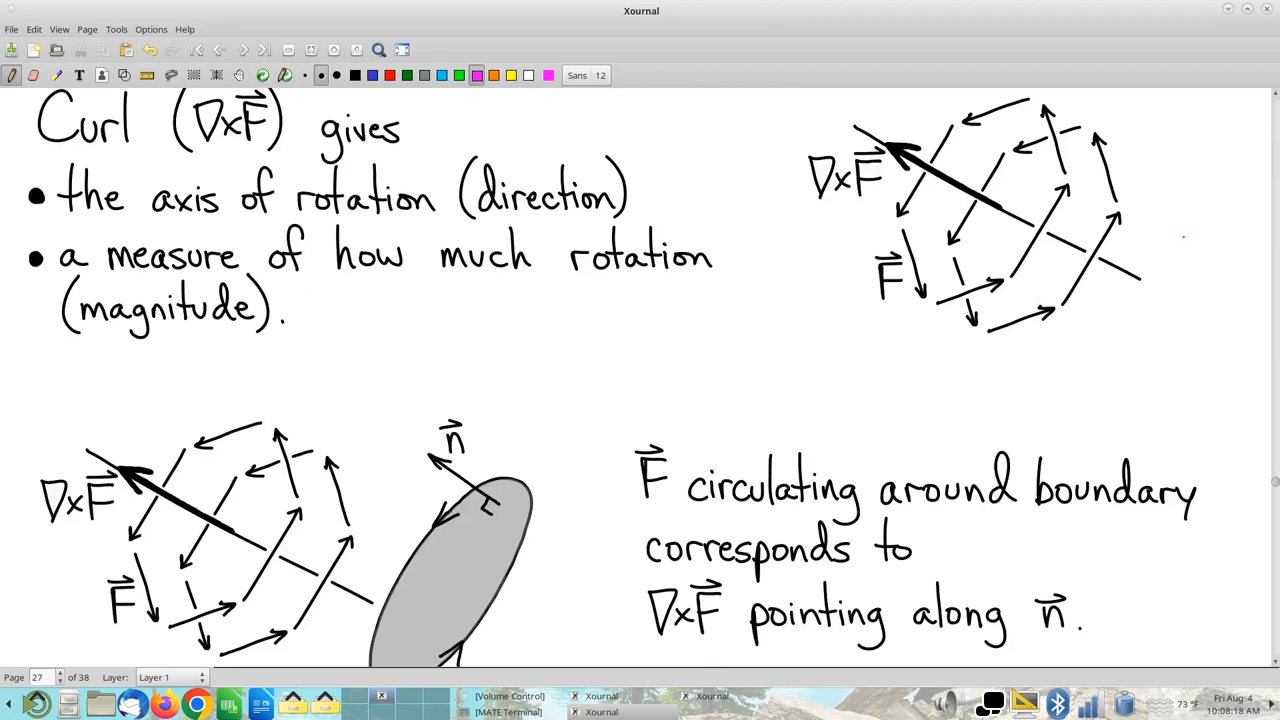 Xournal
File Edit View Page Tools Options Help
Sans 12
Curl (∇×F⃗) gives
• the axis of rotation (direction)
• a measure of how much rotation
(magnitude).
∇×F⃗
F⃗
∇×F⃗
F⃗
n⃗
F⃗ circulating around boundary
corresponds to
∇×F⃗ pointing along n⃗.
Page 27 of 38 Layer: Layer 1
[Volume Control] Xournal Xournal
[MATE Terminal] Xournal
73 °F
Fri Aug 4
10:08:18 AM